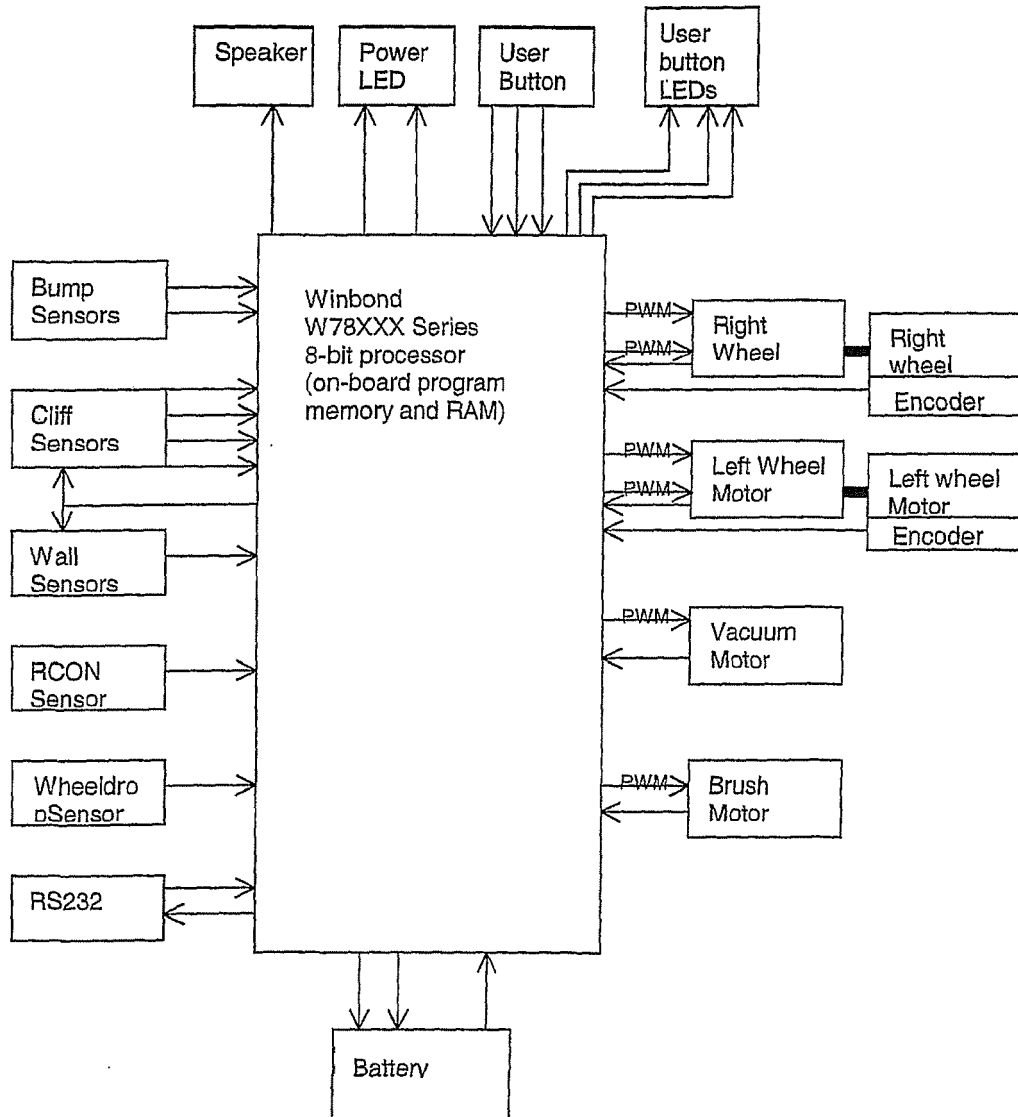 Speaker
Power
LED
User
Button
User
button
LEDs
Bump
Sensors
Winbond
W78XXX Series
8-bit processor
(on-board program
memory and RAM)
PWM
PWM
Right
Wheel
Right
wheel
Encoder
Cliff
Sensors
PWM
PWM
Left Wheel
Motor
Left wheel
Motor
Encoder
Wall
Sensors
PWM
Vacuum
Motor
RCON
Sensor
Wheeldro
pSensor
PWM
Brush
Motor
RS232
Battery